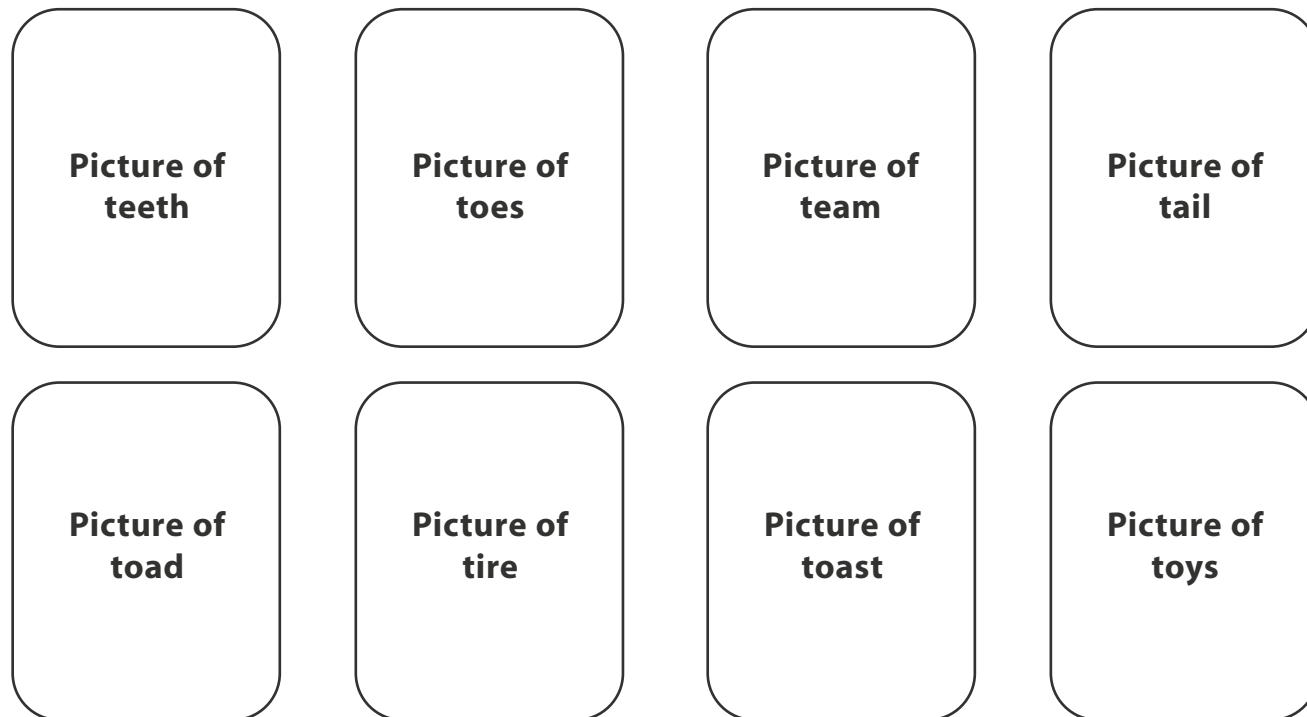 Picture of
teeth
Picture of
toes
Picture of
team
Picture of
tail
Picture of
toad
Picture of
tire
Picture of
toast
Picture of
toys